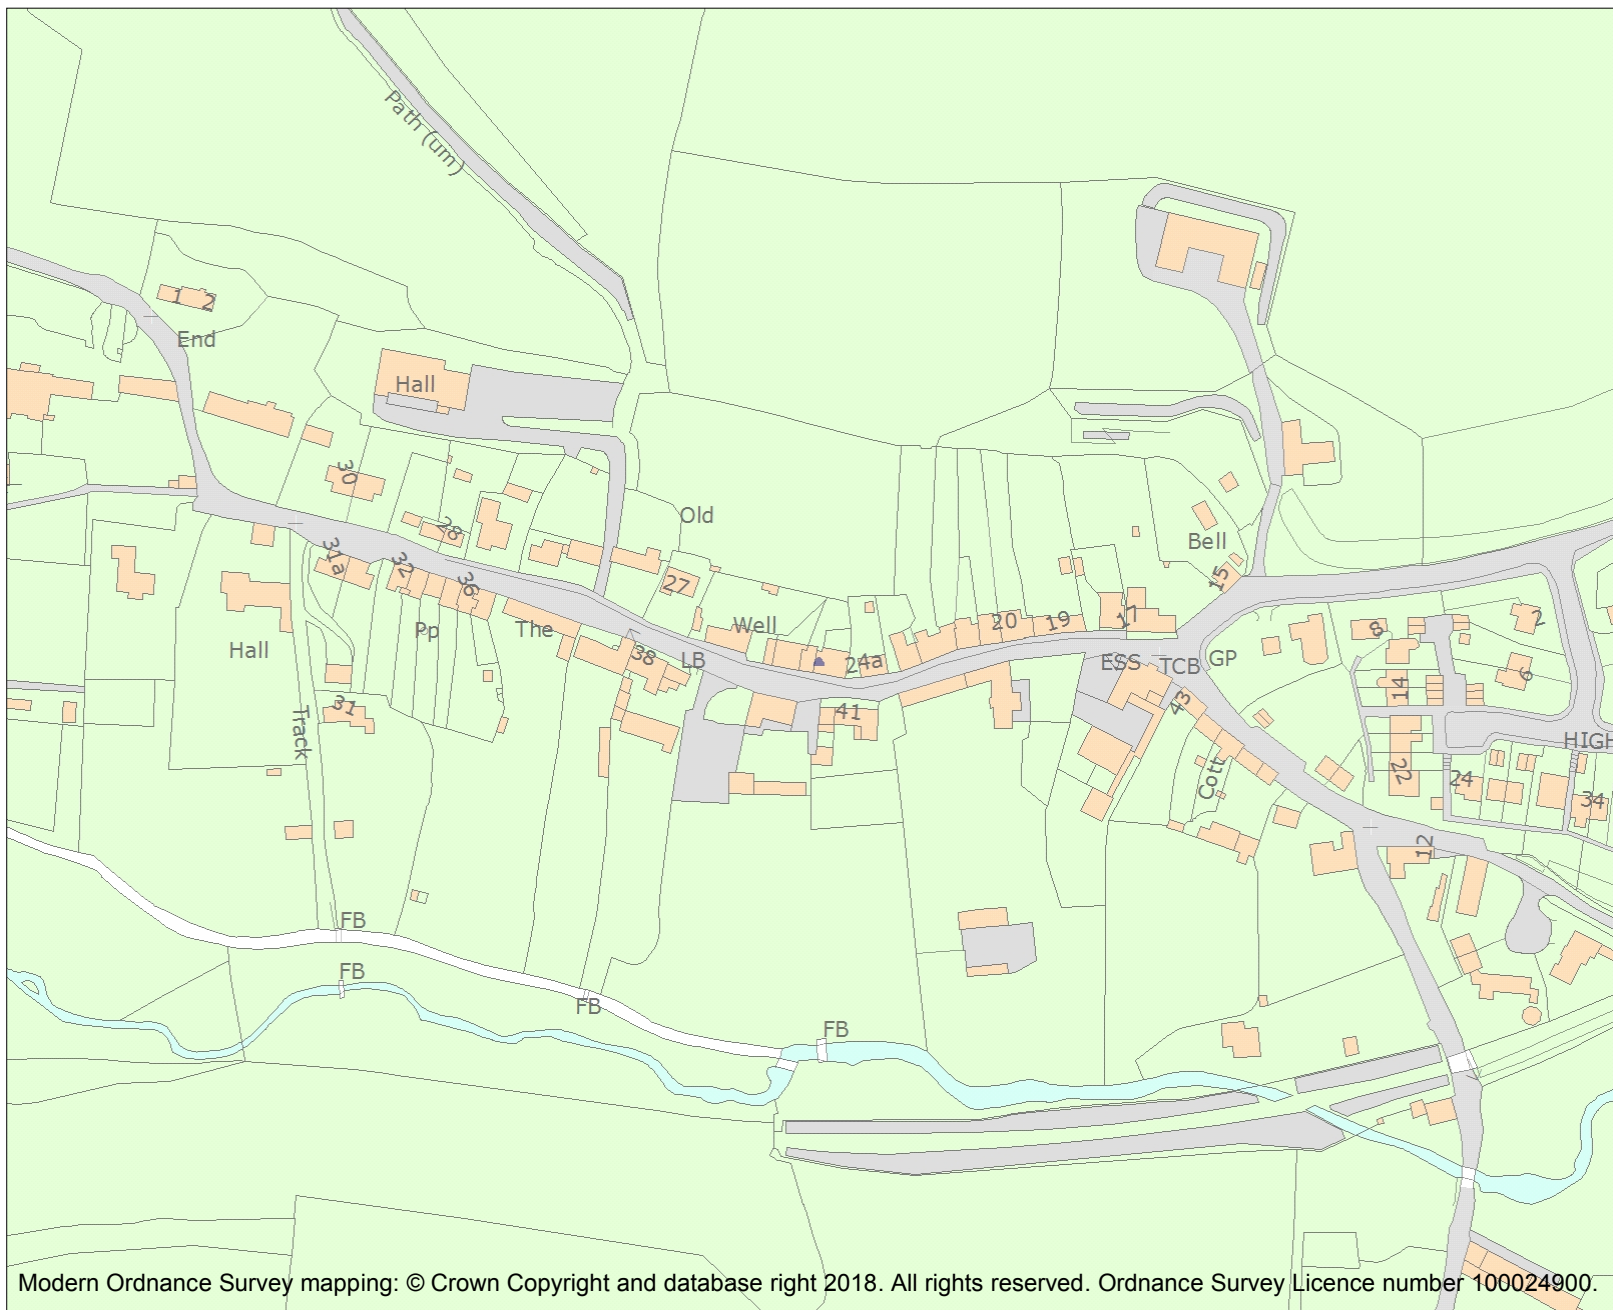 Path (um)
1 2
End
Hall
30
Old
28
Bell
31a
32
36
27
15
Well
20
19
17
2
Hall
Pp
The
38
LB
24a
ESS
TCB
GP
8
6
14
31
41
43
Track
HIGH
Cott
22
24
34
12
FB
FB
FB
FB
Modern Ordnance Survey mapping: © Crown Copyright and database right 2018. All rights reserved. Ordnance Survey Licence number 100024900.